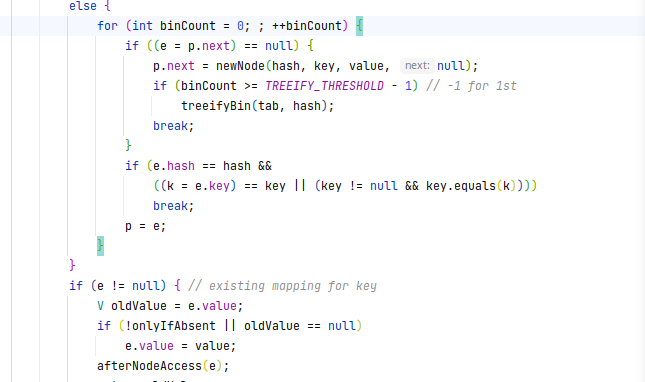 else {
for (int binCount = 0; ; ++binCount) {
if ((e = p.next) == null) {
p.next = newNode(hash, key, value, next: null);
if (binCount >= TREEIFY_THRESHOLD - 1) // -1 for 1st
treeifyBin(tab, hash);
break;
}
if (e.hash == hash &&
((k = e.key) == key || (key != null && key.equals(k))))
break;
p = e;
}
}
if (e != null) { // existing mapping for key
V oldValue = e.value;
if (!onlyIfAbsent || oldValue == null)
e.value = value;
afterNodeAccess(e);